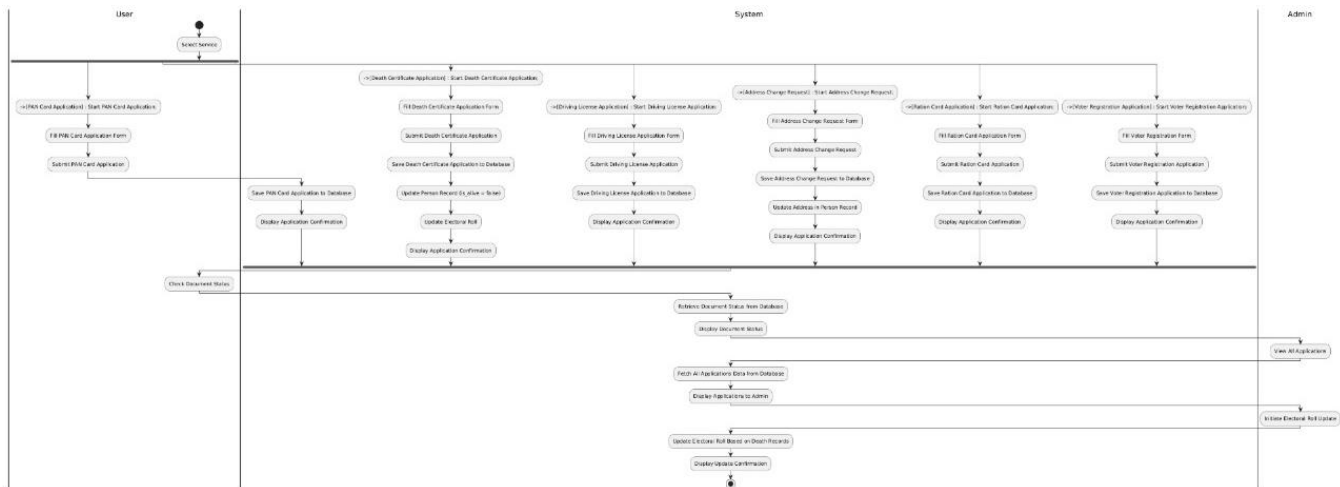 User
System
Admin
Select Service
->[PAN Card Application] : Start PAN Card Application;
Fill PAN Card Application Form
Submit PAN Card Application
Save PAN Card Application to Database
Display Application Confirmation
->[Death Certificate Application] : Start Death Certificate Application;
Fill Death Certificate Application Form
Submit Death Certificate Application
Save Death Certificate Application to Database
Update Person Record (is_alive = false)
Update Electoral Roll
Display Application Confirmation
->[Driving License Application] : Start Driving License Application;
Fill Driving License Application Form
Submit Driving License Application
Save Driving License Application to Database
Display Application Confirmation
->[Address Change Request] : Start Address Change Request;
Fill Address Change Request Form
Submit Address Change Request
Save Address Change Request to Database
Update Address in Person Record
Display Application Confirmation
->[Ration Card Application] : Start Ration Card Application;
Fill Ration Card Application Form
Submit Ration Card Application
Save Ration Card Application to Database
Display Application Confirmation
->[Voter Registration Application] : Start Voter Registration Application;
Fill Voter Registration Form
Submit Voter Registration Application
Save Voter Registration Application to Database
Display Application Confirmation
Check Document Status
Retrieve Document Status from Database
Display Document Status
View All Applications
Fetch All Applications Data from Database
Display Applications to Admin
Initiate Electoral Roll Update
Update Electoral Roll Based on Death Records
Display Update Confirmation